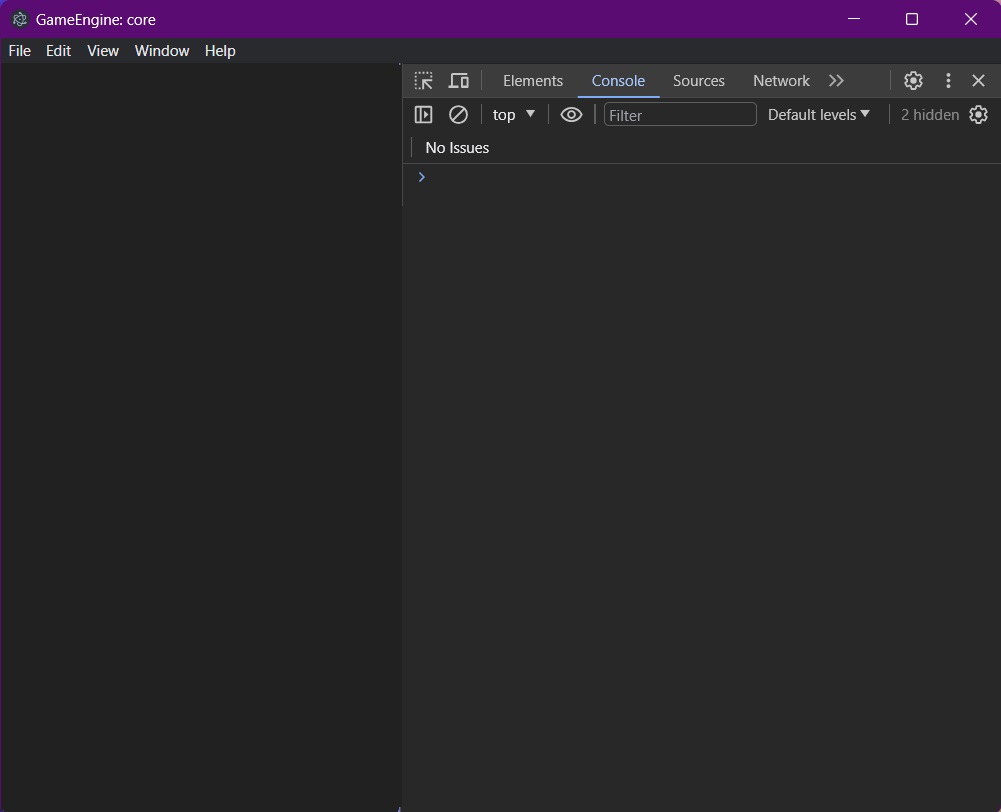 GameEngine: core
File Edit View Window Help
Elements Console Sources Network
top Filter Default levels 2 hidden
No Issues